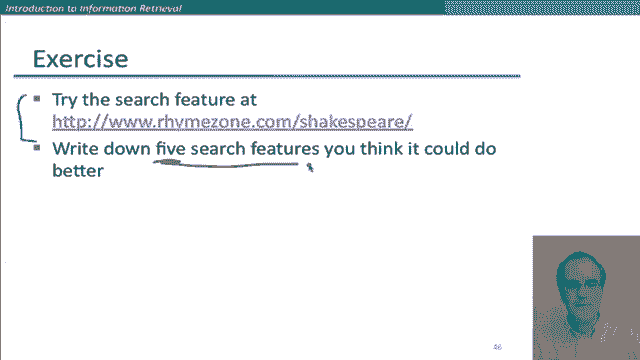 Introduction to Information Retrieval
Exercise
Try the search feature at
http://www.rhymezone.com/shakespeare/
Write down five search features you think it could do
better
46